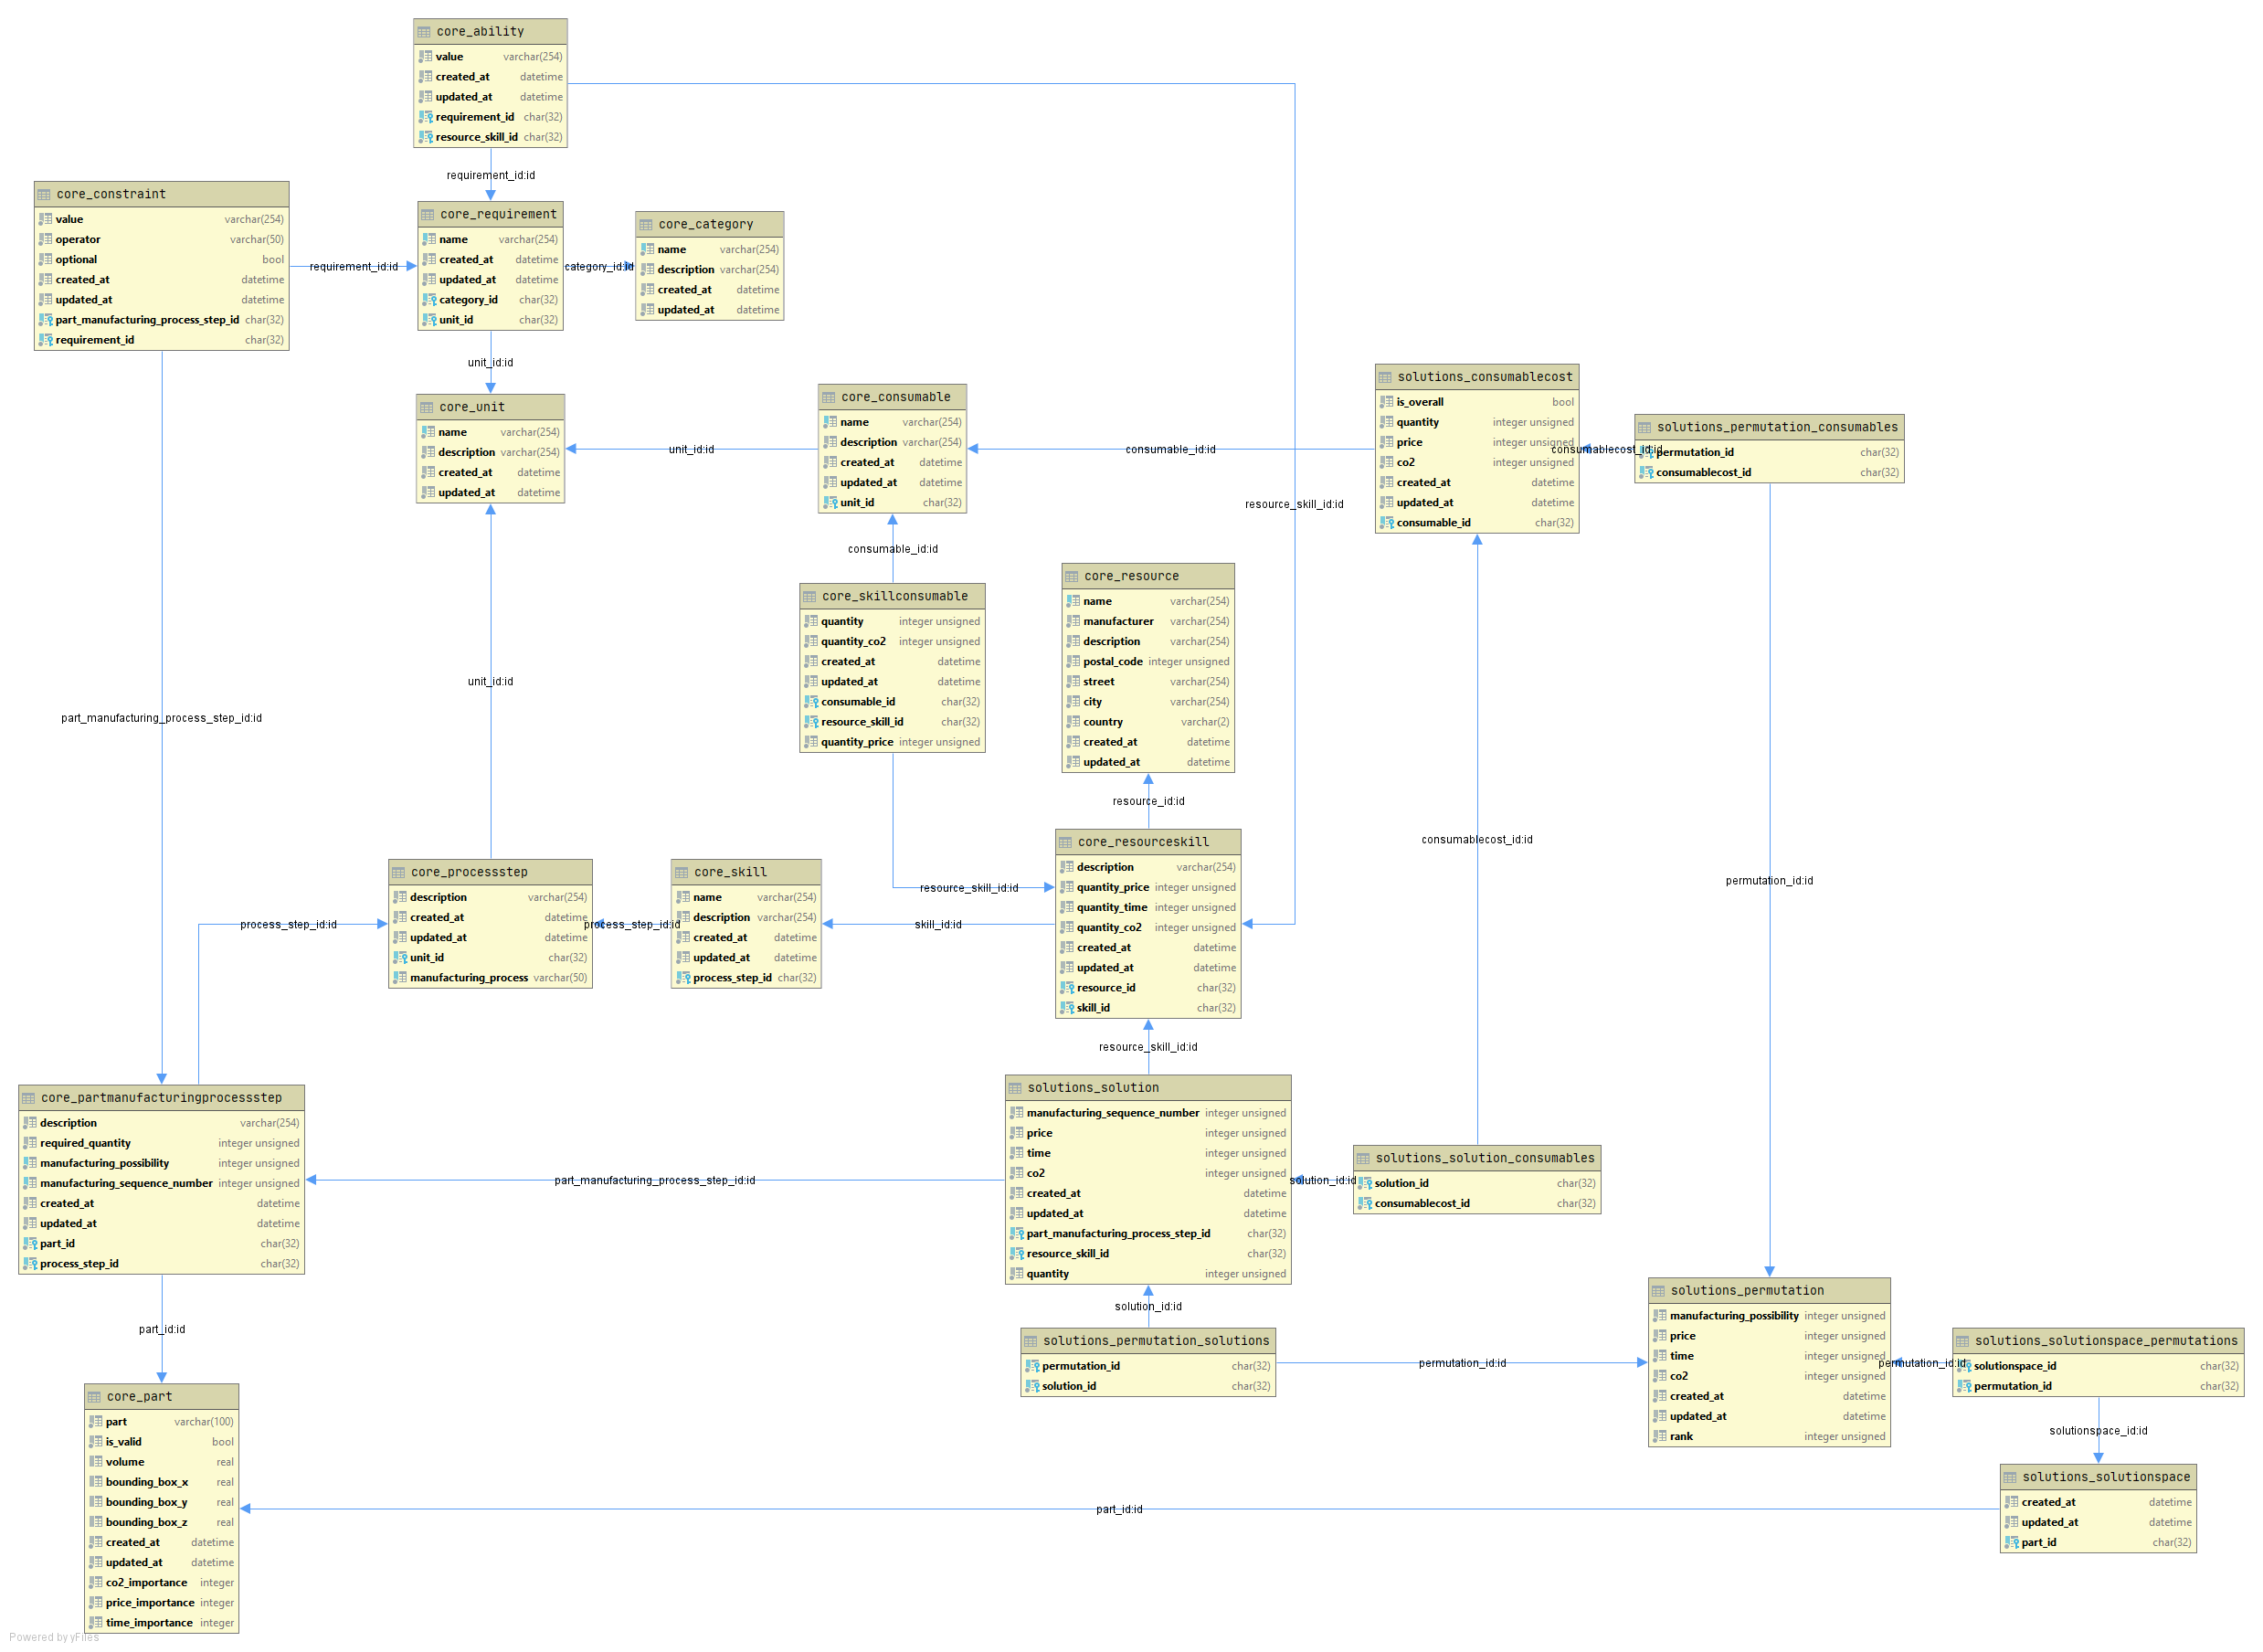 core_ability
value varchar(254)
created_at datetime
updated_at datetime
requirement_id char(32)
resource_skill_id char(32)
requirement_id:id
core_constraint
value varchar(254)
operator varchar(50)
optional bool
created_at datetime
updated_at datetime
part_manufacturing_process_step_id char(32)
requirement_id char(32)
requirement_id:id
core_requirement
name varchar(254)
created_at datetime
updated_at datetime
category_id char(32)
unit_id char(32)
category_id:id
core_category
name varchar(254)
description varchar(254)
created_at datetime
updated_at datetime
unit_id:id
core_unit
name varchar(254)
description varchar(254)
created_at datetime
updated_at datetime
unit_id:id
core_consumable
name varchar(254)
description varchar(254)
created_at datetime
updated_at datetime
unit_id char(32)
consumable_id:id
solutions_consumablecost
is_overall bool
quantity integer unsigned
price integer unsigned
co2 integer unsigned
created_at datetime
updated_at datetime
consumable_id char(32)
consumablecost_id:id
solutions_permutation_consumables
permutation_id char(32)
consumablecost_id char(32)
resource_skill_id:id
consumable_id:id
core_skillconsumable
quantity integer unsigned
quantity_co2 integer unsigned
created_at datetime
updated_at datetime
consumable_id char(32)
resource_skill_id char(32)
quantity_price integer unsigned
core_resource
name varchar(254)
manufacturer varchar(254)
description varchar(254)
postal_code integer unsigned
street varchar(254)
city varchar(254)
country varchar(2)
created_at datetime
updated_at datetime
unit_id:id
part_manufacturing_process_step_id:id
resource_id:id
consumablecost_id:id
permutation_id:id
core_processstep
description varchar(254)
created_at datetime
updated_at datetime
unit_id char(32)
manufacturing_process varchar(50)
process_step_id:id
process_step_id:id
core_skill
name varchar(254)
description varchar(254)
created_at datetime
updated_at datetime
process_step_id char(32)
resource_skill_id:id
skill_id:id
core_resourceskill
description varchar(254)
quantity_price integer unsigned
quantity_time integer unsigned
quantity_co2 integer unsigned
created_at datetime
updated_at datetime
resource_id char(32)
skill_id char(32)
resource_skill_id:id
core_partmanufacturingprocessstep
description varchar(254)
required_quantity integer unsigned
manufacturing_possibility integer unsigned
manufacturing_sequence_number integer unsigned
created_at datetime
updated_at datetime
part_id char(32)
process_step_id char(32)
part_manufacturing_process_step_id:id
solutions_solution
manufacturing_sequence_number integer unsigned
price integer unsigned
time integer unsigned
co2 integer unsigned
created_at datetime
updated_at datetime
part_manufacturing_process_step_id char(32)
resource_skill_id char(32)
quantity integer unsigned
solution_id:id
solutions_solution_consumables
solution_id char(32)
consumablecost_id char(32)
solution_id:id
solutions_permutation_solutions
permutation_id char(32)
solution_id char(32)
permutation_id:id
solutions_permutation
manufacturing_possibility integer unsigned
price integer unsigned
time integer unsigned
co2 integer unsigned
created_at datetime
updated_at datetime
rank integer unsigned
permutation_id:id
solutions_solutionspace_permutations
solutionspace_id char(32)
permutation_id char(32)
solutionspace_id:id
solutions_solutionspace
created_at datetime
updated_at datetime
part_id char(32)
part_id:id
part_id:id
core_part
part varchar(100)
is_valid bool
volume real
bounding_box_x real
bounding_box_y real
bounding_box_z real
created_at datetime
updated_at datetime
co2_importance integer
price_importance integer
time_importance integer
Powered by yFiles